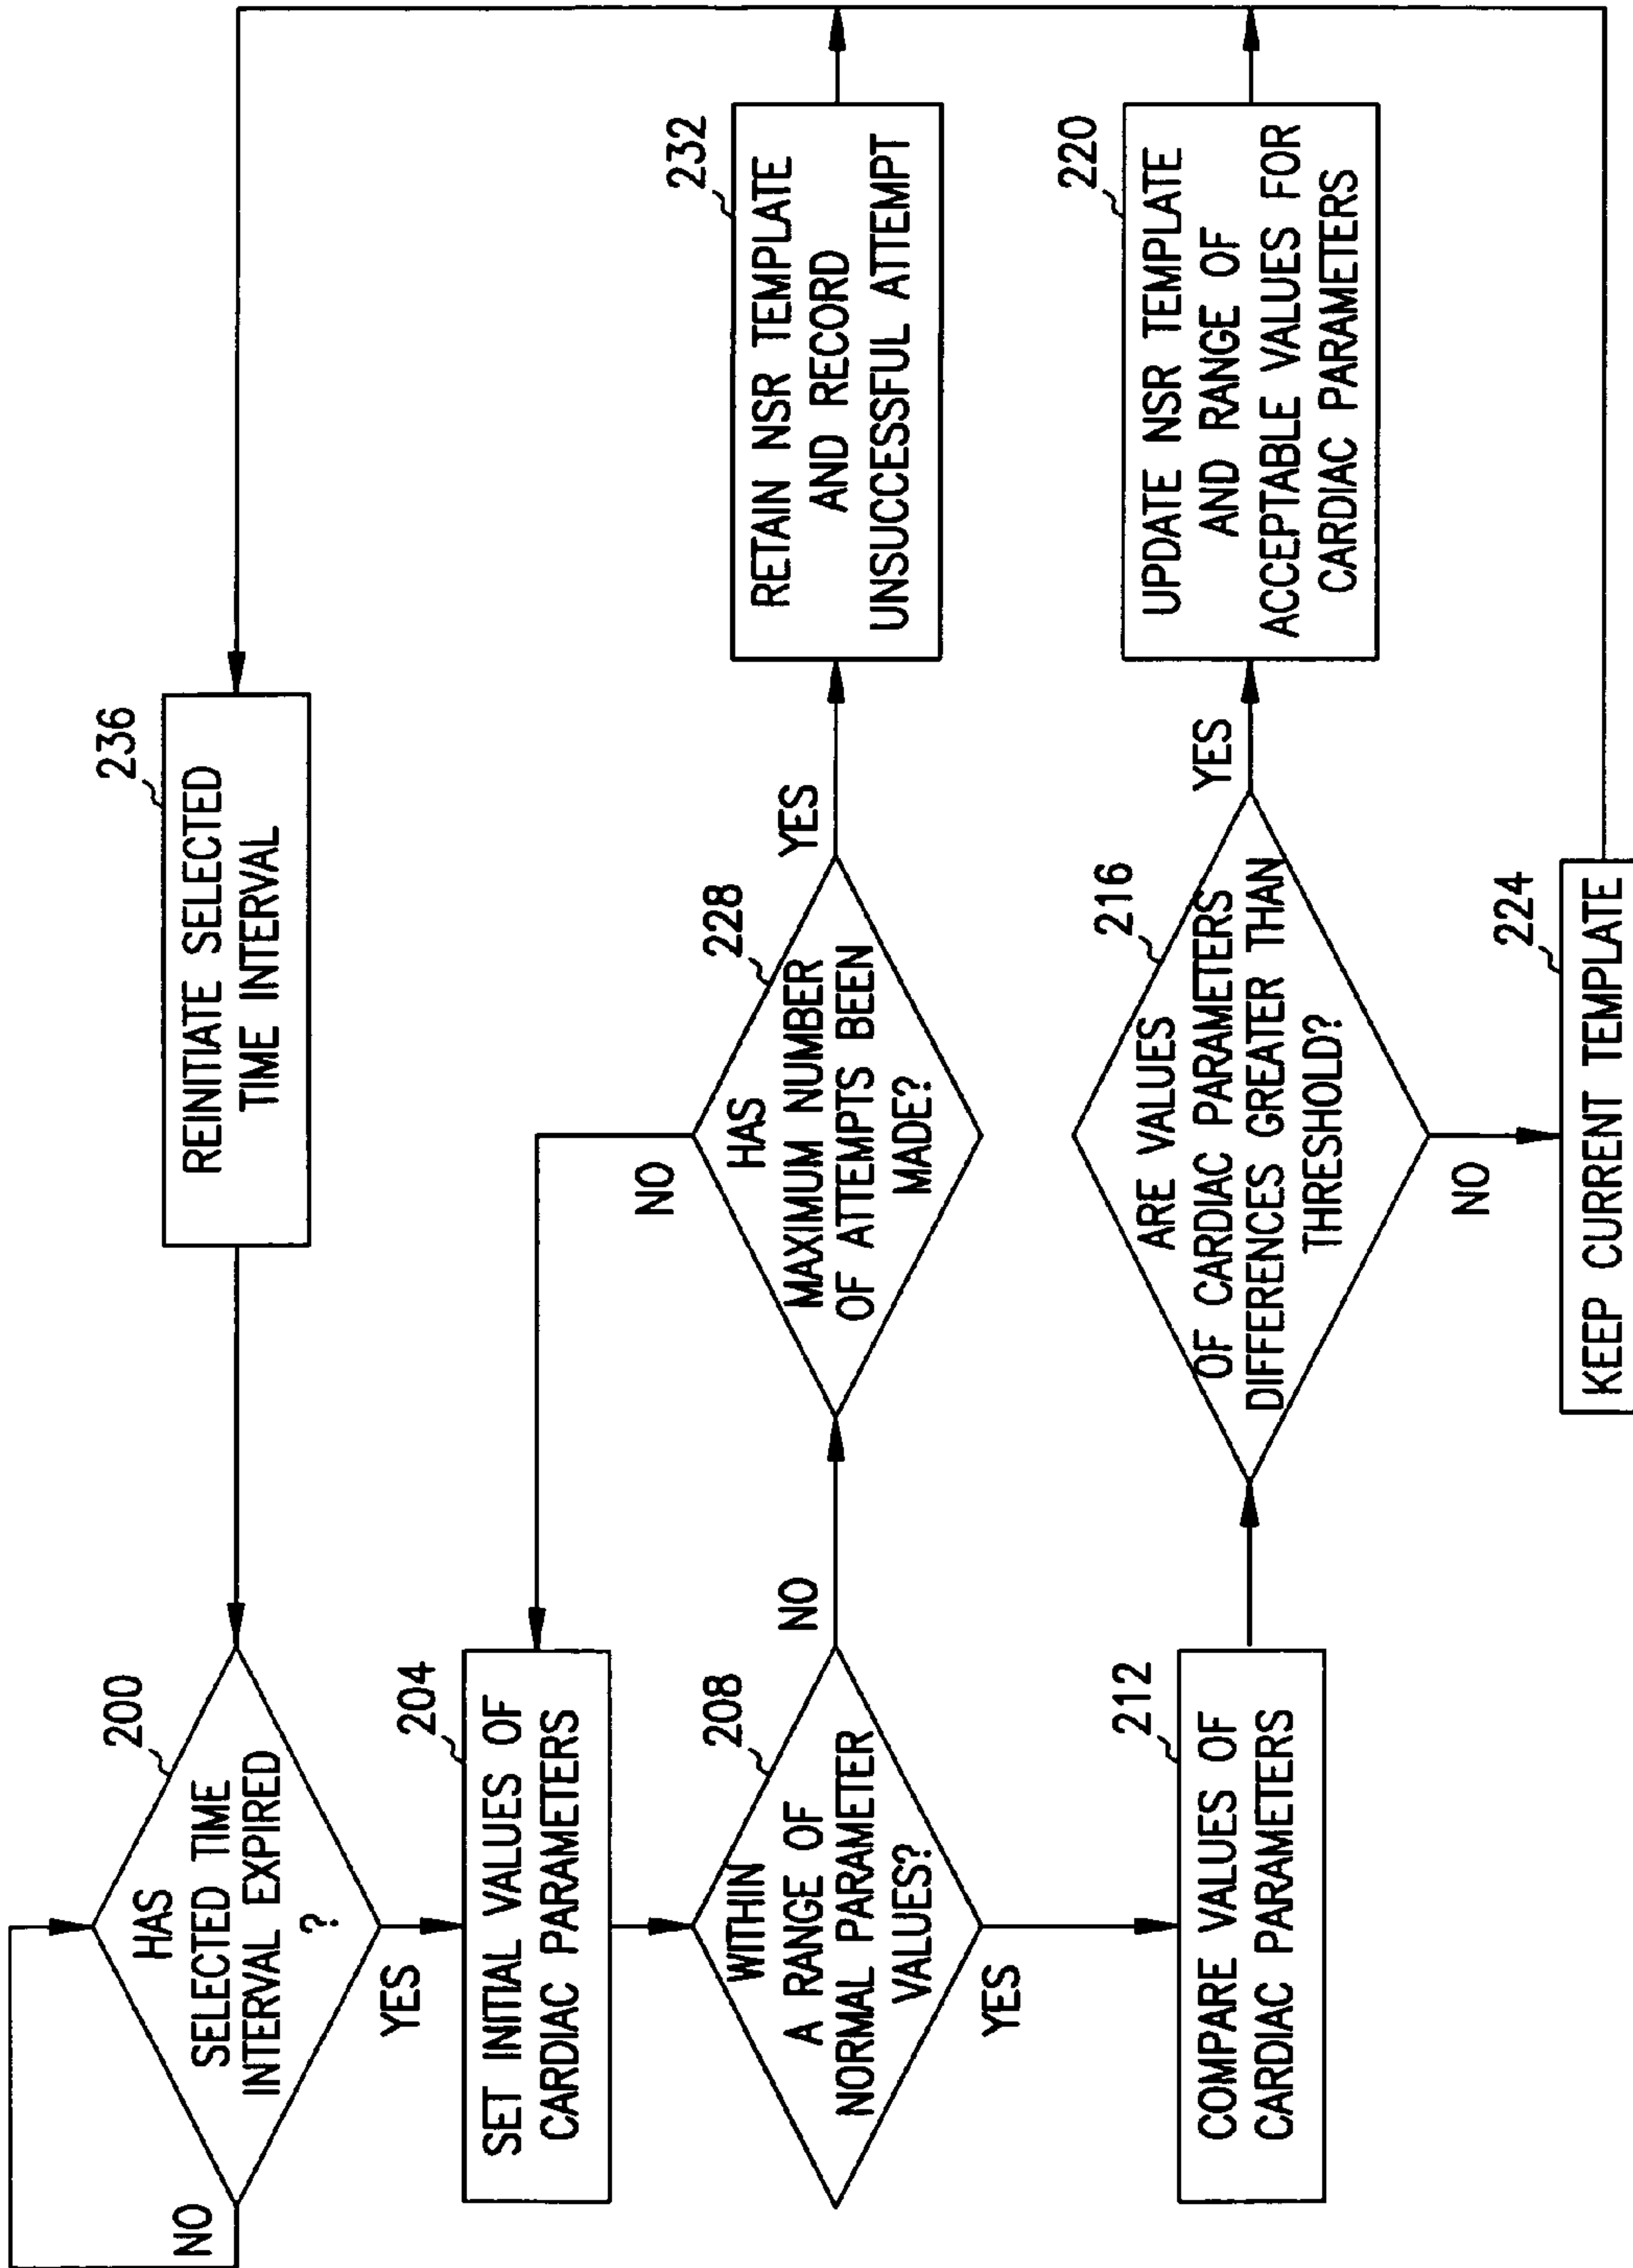 NO
HAS
SELECTED TIME
INTERVAL EXPIRED
?
200
YES
236
REINITIATE SELECTED
TIME INTERVAL
204
SET INITIAL VALUES OF
CARDIAC PARAMETERS
208
WITHIN
A RANGE OF
NORMAL PARAMETER
VALUES?
NO
YES
228
HAS
MAXIMUM NUMBER
OF ATTEMPTS BEEN
MADE?
NO
YES
232
RETAIN NSR TEMPLATE
AND RECORD
UNSUCCESSFUL ATTEMPT
212
COMPARE VALUES OF
CARDIAC PARAMETERS
216
ARE VALUES
OF CARDIAC PARAMETERS
DIFFERENCES GREATER THAN
THRESHOLD?
YES
NO
220
UPDATE NSR TEMPLATE
AND RANGE OF
ACCEPTABLE VALUES FOR
CARDIAC PARAMETERS
224
KEEP CURRENT TEMPLATE